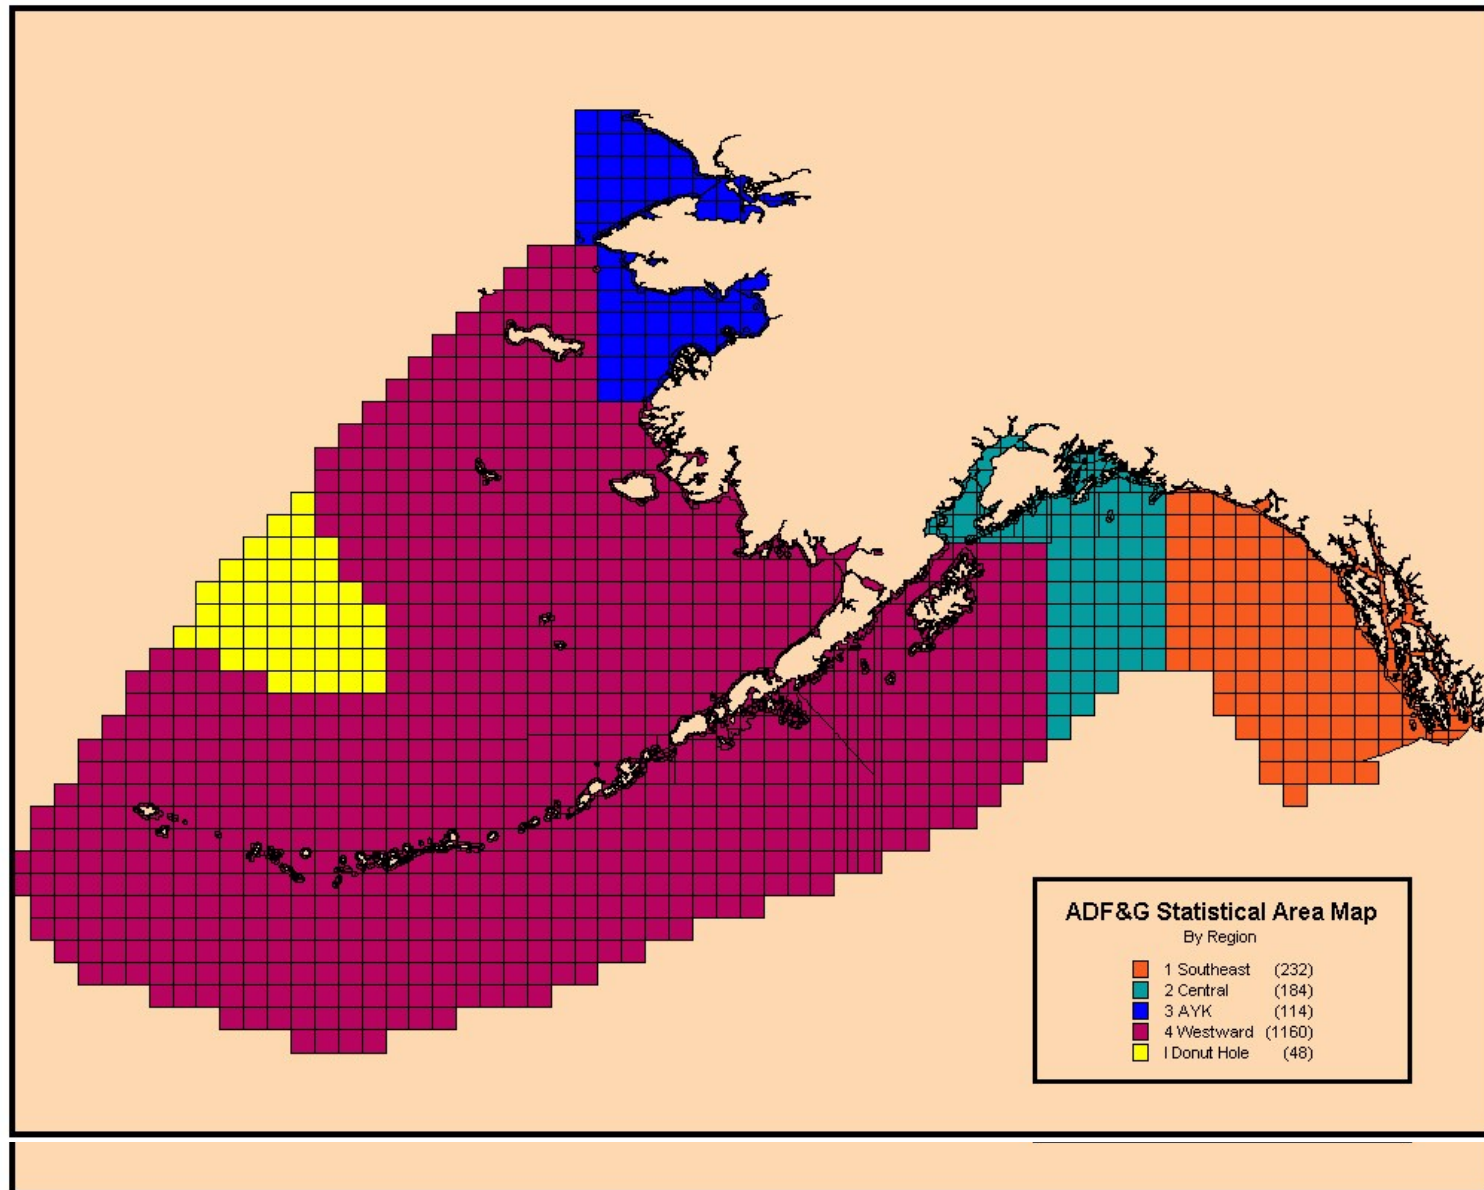 ADF&G Statistical Area Map
By Region
1 Southeast (232)
2 Central (184)
3 AYK (114)
4 Westward (1160)
I Donut Hole (48)